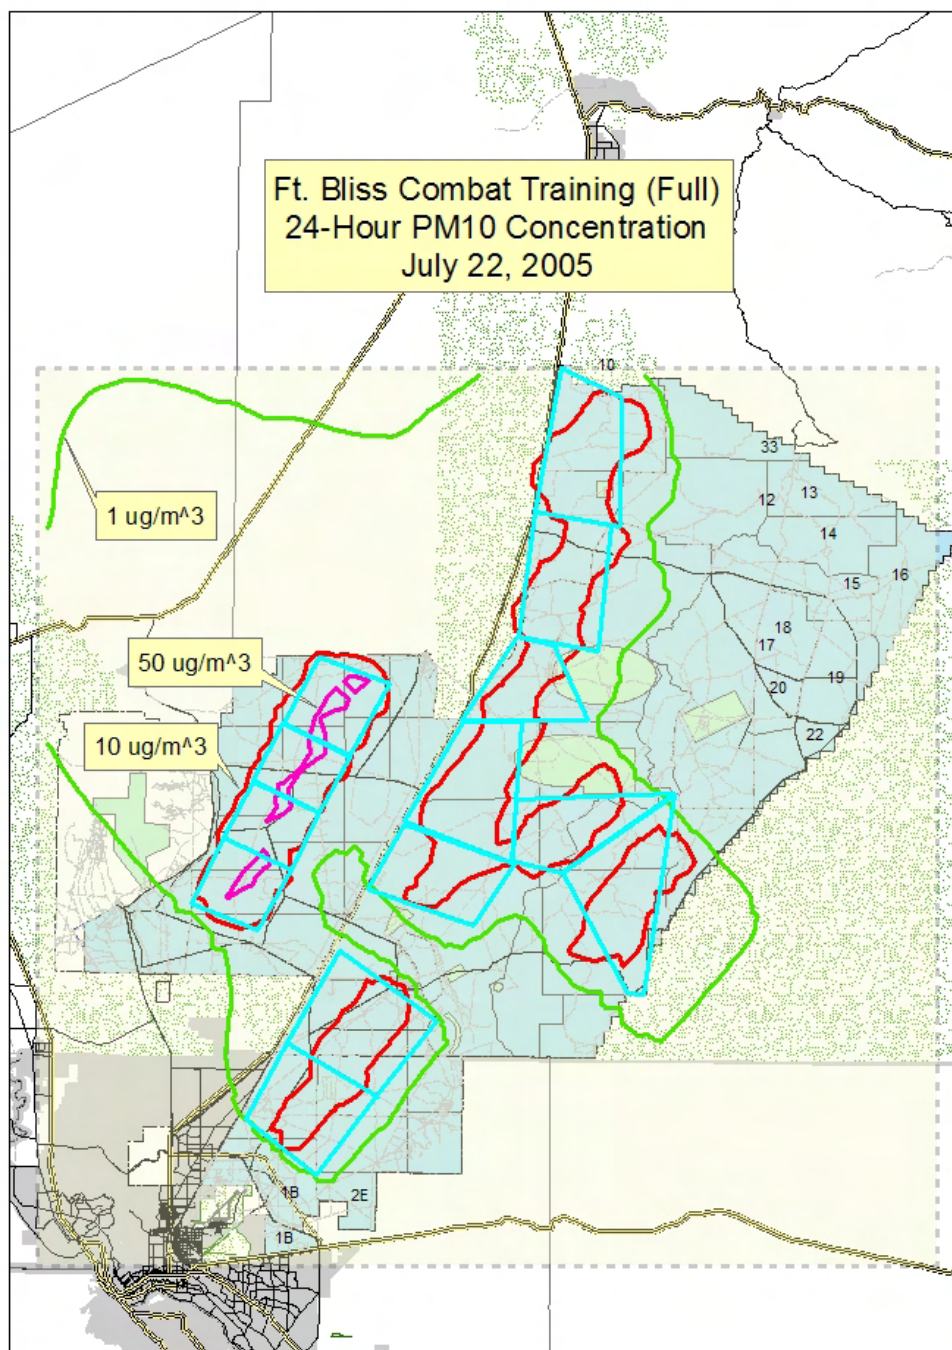 Ft. Bliss Combat Training (Full)
24-Hour PM10 Concentration
July 22, 2005
10
33
12
13
14
15
16
1 ug/m^3
18
17
19
20
22
50 ug/m^3
10 ug/m^3
1B
2E
1B